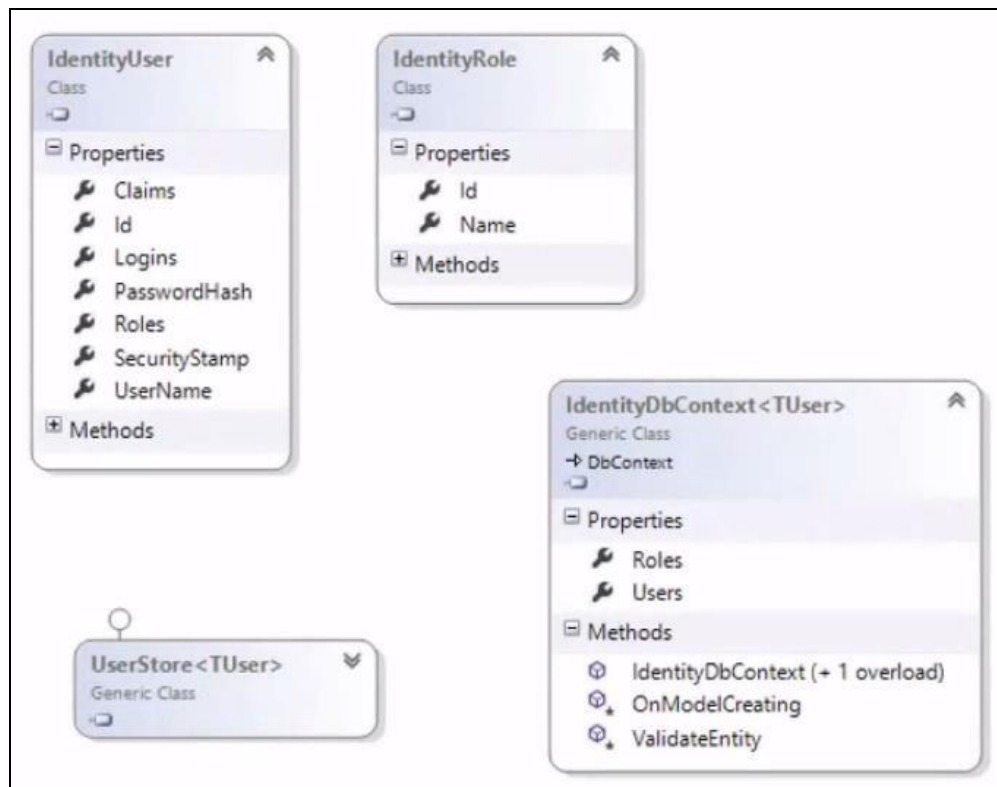 IdentityUser
Class
Properties
Claims
Id
Logins
PasswordHash
Roles
SecurityStamp
UserName
Methods
IdentityRole
Class
Properties
Id
Name
Methods
UserStore<TUser>
Generic Class
IdentityDbContext<TUser>
Generic Class
DbContext
Properties
Roles
Users
Methods
IdentityDbContext (+ 1 overload)
OnModelCreating
ValidateEntity